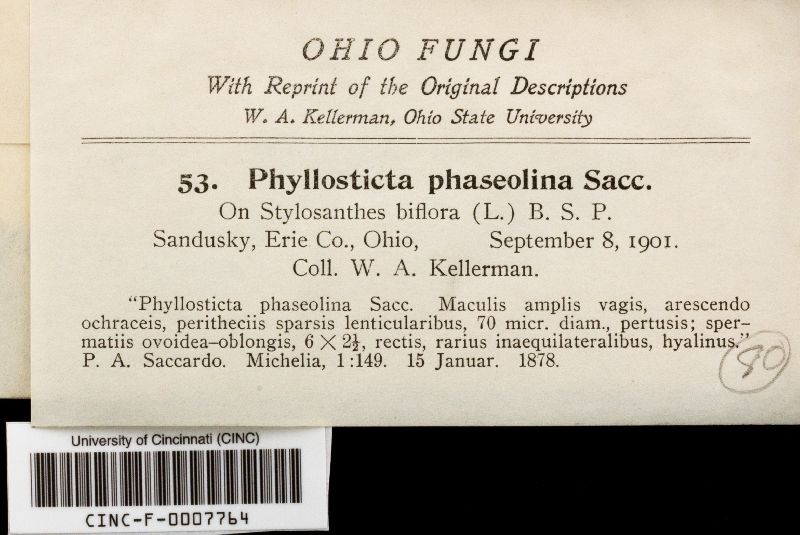 OHIO FUNGI
With Reprint of the Original Descriptions
W. A. Kellerman, Ohio State University
53. Phyllosticta phaseolina Sacc.
On Stylosanthes biflora (L.) B. S. P.
Sandusky, Erie Co., Ohio, September 8, 1901.
Coll. W. A. Kellerman.
"Phyllosticta phaseolina Sacc. Maculis amplis vagis, arescendo
ochraceis, peritheciis sparsis lenticularibus, 70 micr. diam., pertusis; sper-
matiis ovoidea-oblongis, 6 × 2½, rectis, rarius inaequilateralibus, hyalinus."
P. A. Saccardo. Michelia, 1:149. 15 Januar. 1878.
80
University of Cincinnati (CINC)
CINC-F-0007764